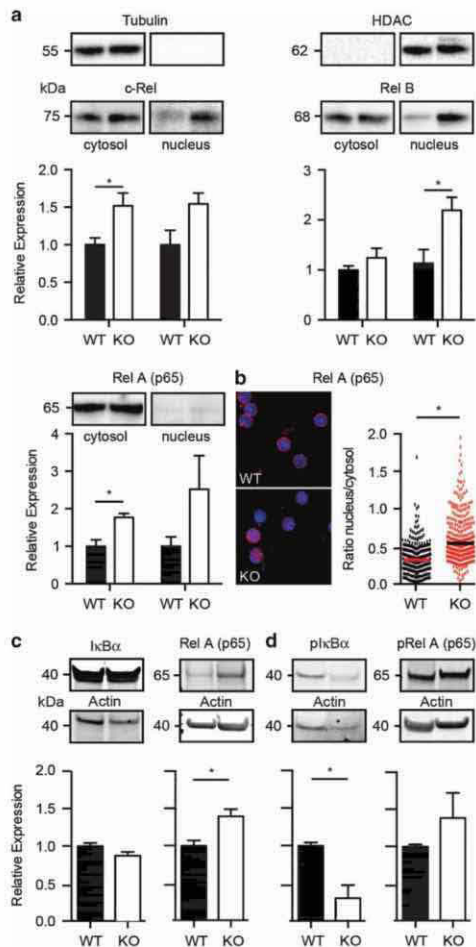 a
Tubulin
HDAC
55
62
kDa
c-Rel
Rel B
75
68
cytosol
nucleus
cytosol
nucleus
Relative Expression
2.0
1.5
1.0
0.5
0.0
*
WT KO
WT KO
3
2
1
0
*
WT KO
WT KO
Rel A (p65)
65
cytosol
nucleus
Relative Expression
4
3
2
1
0
*
WT KO
WT KO
b
Rel A (p65)
WT
KO
Ratio nucleus/cytosol
2.0
1.5
1.0
0.5
0.0
*
WT KO
c
IκBα
Rel A (p65)
40
65
kDa
Actin
Actin
40
40
d
pIκBα
pRel A (p65)
40
65
Actin
Actin
40
40
Relative Expression
2.0
1.5
1.0
0.5
0.0
WT KO
*
WT KO
*
WT KO
WT KO